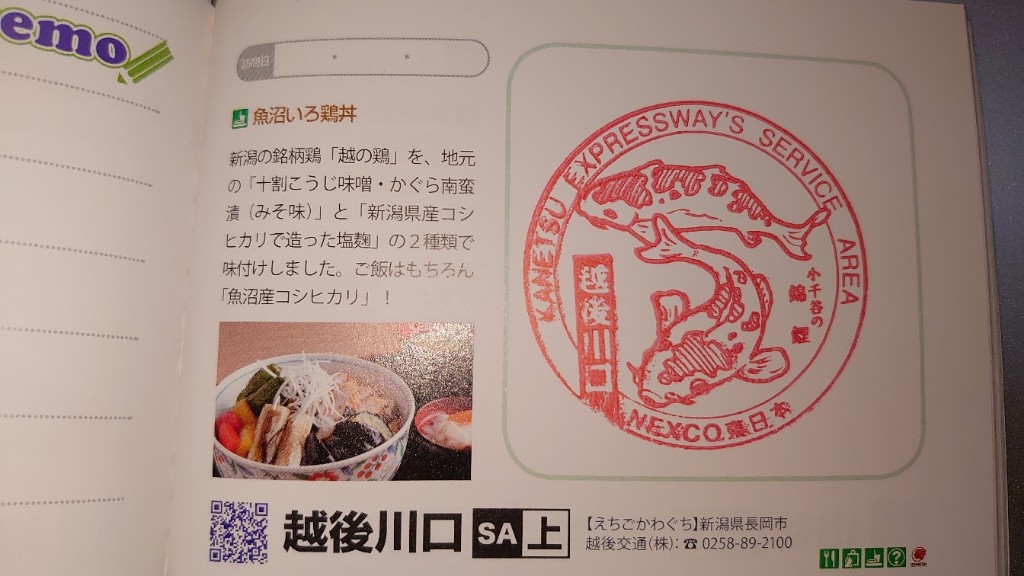 emo
訪問日
魚沼いろ鶏丼
新潟の銘柄鶏「越の鶏」を、地元
の「十割こうじ味噌・かぐら南蛮
漬(みそ味)」と「新潟県産コシ
ヒカリで造った塩麹」の２種類で
味付けしました。ご飯はもちろん
「魚沼産コシヒカリ」！
KANETSU EXPRESSWAY'S SERVICE AREA
小千谷の
錦鯉
越後川口
NEXCO東日本
越後川口 SA 上
【えちごかわぐち】新潟県長岡市
越後交通(株): ☎ 0258-89-2100